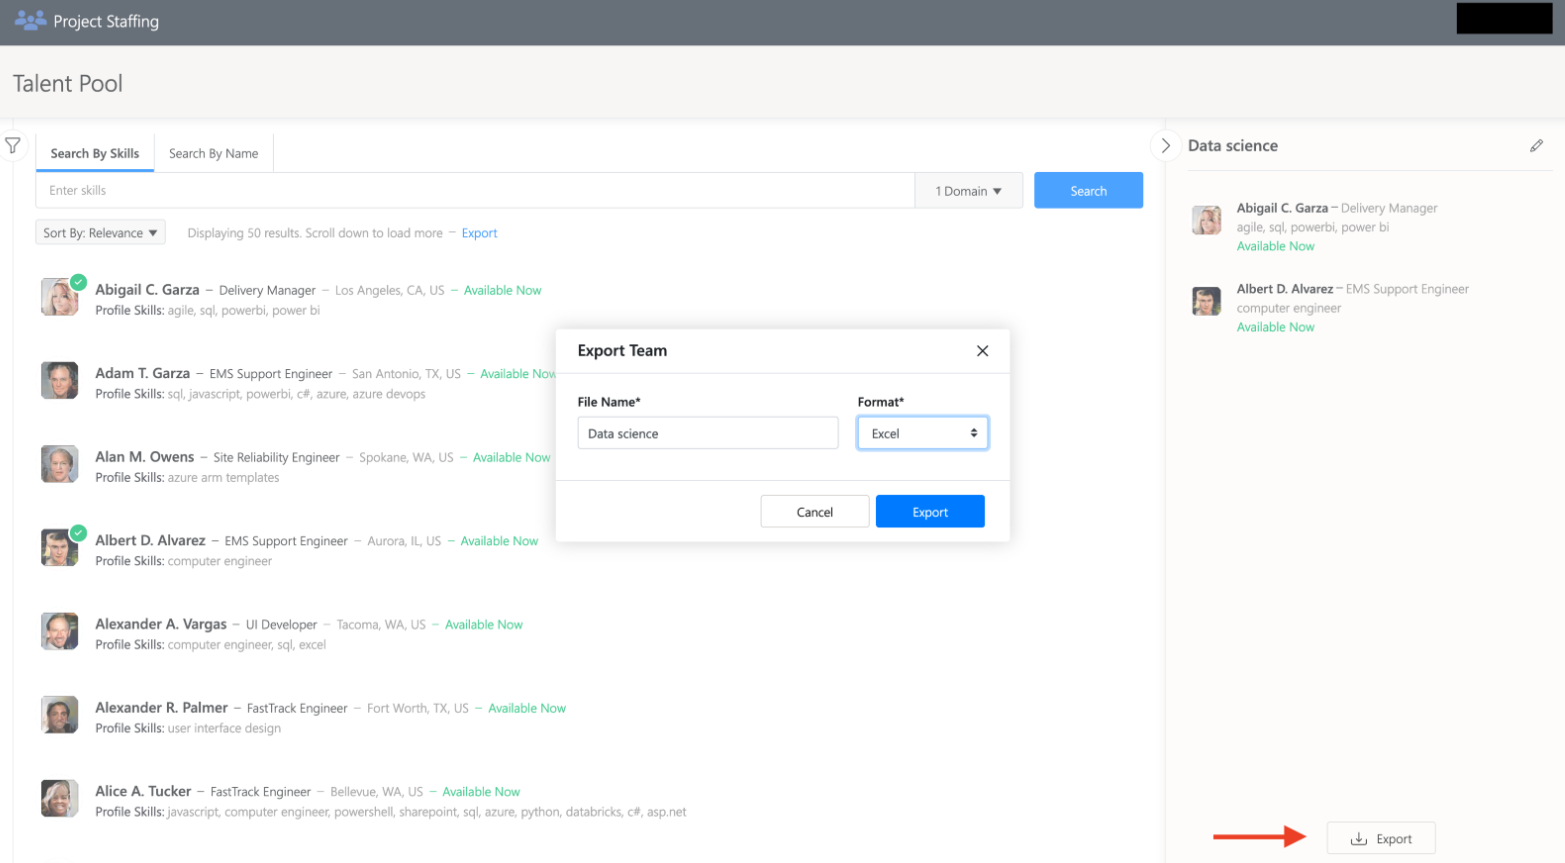 Project Staffing
Talent Pool
Search By Skills
Search By Name
Enter skills
1 Domain
Search
Sort By: Relevance
Displaying 50 results. Scroll down to load more – Export
Abigail C. Garza – Delivery Manager – Los Angeles, CA, US – Available Now
Profile Skills: agile, sql, powerbi, power bi
Adam T. Garza – EMS Support Engineer – San Antonio, TX, US – Available Now
Profile Skills: sql, javascript, powerbi, c#, azure, azure devops
Alan M. Owens – Site Reliability Engineer – Spokane, WA, US – Available Now
Profile Skills: azure arm templates
Albert D. Alvarez – EMS Support Engineer – Aurora, IL, US – Available Now
Profile Skills: computer engineer
Alexander A. Vargas – UI Developer – Tacoma, WA, US – Available Now
Profile Skills: computer engineer, sql, excel
Alexander R. Palmer – FastTrack Engineer – Fort Worth, TX, US – Available Now
Profile Skills: user interface design
Alice A. Tucker – FastTrack Engineer – Bellevue, WA, US – Available Now
Profile Skills: javascript, computer engineer, powershell, sharepoint, sql, azure, python, databricks, c#, asp.net
Export Team
File Name*
Format*
Data science
Excel
Cancel
Export
Data science
Abigail C. Garza – Delivery Manager
agile, sql, powerbi, power bi
Available Now
Albert D. Alvarez – EMS Support Engineer
computer engineer
Available Now
Export